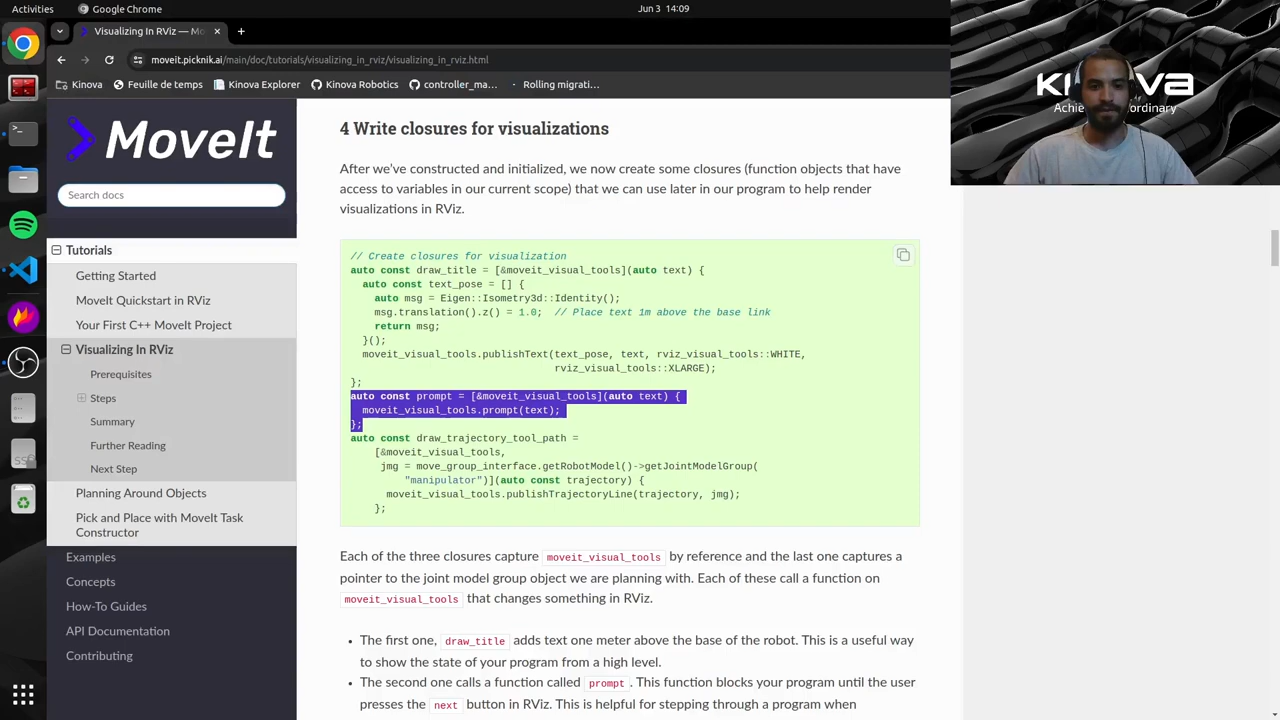 Activities
Google Chrome
Jun 3 14:09
Visualizing In RViz —
moveit.picknik.ai/main/doc/tutorials/visualizing_in_rviz/visualizing_in_rviz.html
Kinova
Feuille de temps
Kinova Explorer
Kinova Robotics
controller_ma...
Rolling migrati...
MoveIt
Search docs
Tutorials
Getting Started
MoveIt Quickstart in RViz
Your First C++ MoveIt Project
Visualizing In RViz
Prerequisites
Steps
Summary
Further Reading
Next Step
Planning Around Objects
Pick and Place with MoveIt Task
Constructor
Examples
Concepts
How-To Guides
API Documentation
Contributing
4 Write closures for visualizations
After we've constructed and initialized, we now create some closures (function objects that have
access to variables in our current scope) that we can use later in our program to help render
visualizations in RViz.
// Create closures for visualization
auto const draw_title = [&moveit_visual_tools](auto text) {
auto const text_pose = [] {
auto msg = Eigen::Isometry3d::Identity();
msg.translation().z() = 1.0; // Place text 1m above the base link
return msg;
}();
moveit_visual_tools.publishText(text_pose, text, rviz_visual_tools::WHITE,
rviz_visual_tools::XLARGE);
};
auto const prompt = [&moveit_visual_tools](auto text) {
moveit_visual_tools.prompt(text);
};
auto const draw_trajectory_tool_path =
[&moveit_visual_tools,
jmg = move_group_interface.getRobotModel()->getJointModelGroup(
"manipulator")](auto const trajectory) {
moveit_visual_tools.publishTrajectoryLine(trajectory, jmg);
};
Each of the three closures capture moveit_visual_tools by reference and the last one captures a
pointer to the joint model group object we are planning with. Each of these call a function on
moveit_visual_tools that changes something in RViz.
• The first one, draw_title adds text one meter above the base of the robot. This is a useful way
to show the state of your program from a high level.
• The second one calls a function called prompt . This function blocks your program until the user
presses the next button in RViz. This is helpful for stepping through a program when